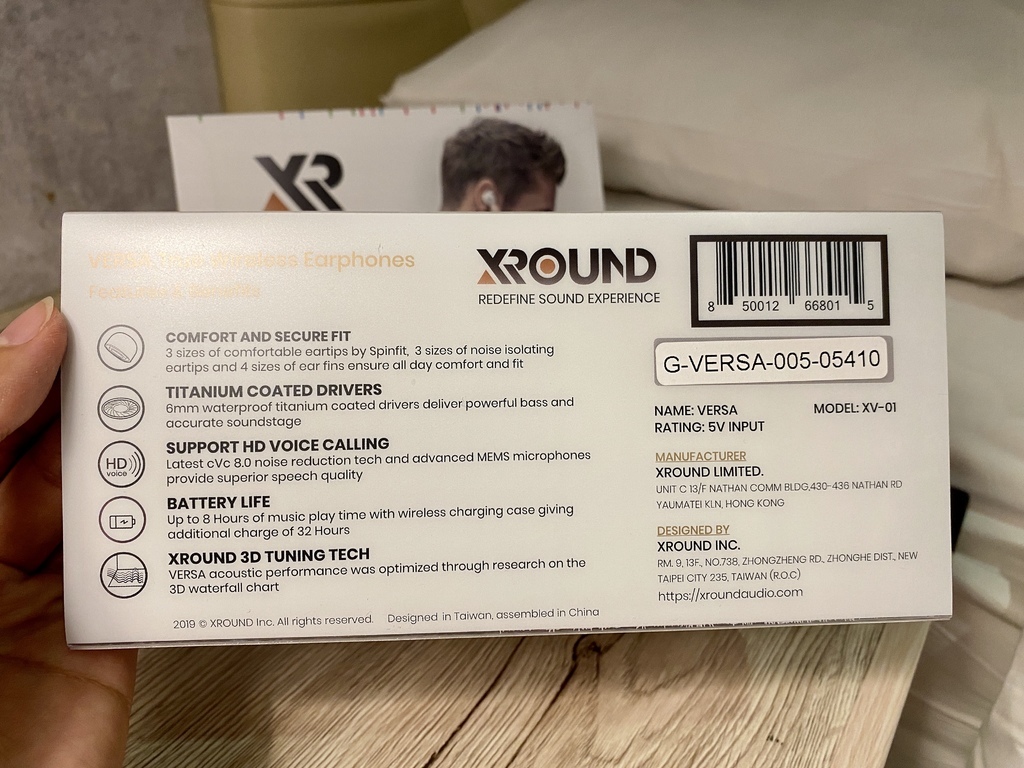 XR
VERSA True Wireless Earphones
Features & Benefits
COMFORT AND SECURE FIT
3 sizes of comfortable eartips by Spinfit, 3 sizes of noise isolating
eartips and 4 sizes of ear fins ensure all day comfort and fit
TITANIUM COATED DRIVERS
6mm waterproof titanium coated drivers deliver powerful bass and
accurate soundstage
HD
voice
SUPPORT HD VOICE CALLING
Latest cVc 8.0 noise reduction tech and advanced MEMS microphones
provide superior speech quality
BATTERY LIFE
Up to 8 Hours of music play time with wireless charging case giving
additional charge of 32 Hours
XROUND 3D TUNING TECH
VERSA acoustic performance was optimized through research on the
3D waterfall chart
2019 © XROUND Inc. All rights reserved. Designed in Taiwan, assembled in China
XROUND
REDEFINE SOUND EXPERIENCE
8 50012 66801 5
G-VERSA-005-05410
NAME: VERSA MODEL: XV-01
RATING: 5V INPUT
MANUFACTURER
XROUND LIMITED.
UNIT C 13/F NATHAN COMM BLDG,430-436 NATHAN RD
YAUMATEI KLN, HONG KONG
DESIGNED BY
XROUND INC.
RM. 9, 13F., NO.738, ZHONGZHENG RD., ZHONGHE DIST., NEW
TAIPEI CITY 235, TAIWAN (R.O.C)
https://xroundaudio.com